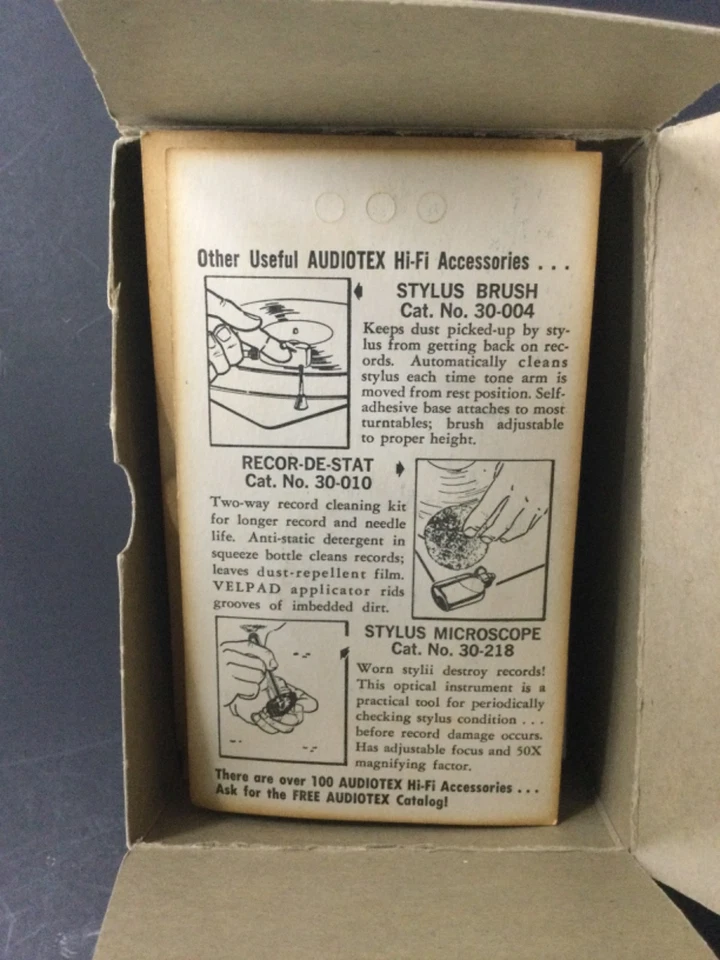 Other Useful AUDIOTEX Hi-Fi Accessories . . .
STYLUS BRUSH
Cat. No. 30-004
Keeps dust picked-up by sty-
lus from getting back on rec-
ords. Automatically cleans
stylus each time tone arm is
moved from rest position. Self-
adhesive base attaches to most
turntables; brush adjustable
to proper height.
RECOR-DE-STAT
Cat. No. 30-010
Two-way record cleaning kit
for longer record and needle
life. Anti-static detergent in
squeeze bottle cleans records;
leaves dust-repellent film.
VELPAD applicator rids
grooves of imbedded dirt.
STYLUS MICROSCOPE
Cat. No. 30-218
Worn stylii destroy records!
This optical instrument is a
practical tool for periodically
checking stylus condition . . .
before record damage occurs.
Has adjustable focus and 50X
magnifying factor.
There are over 100 AUDIOTEX Hi-Fi Accessories . . .
Ask for the FREE AUDIOTEX Catalog!